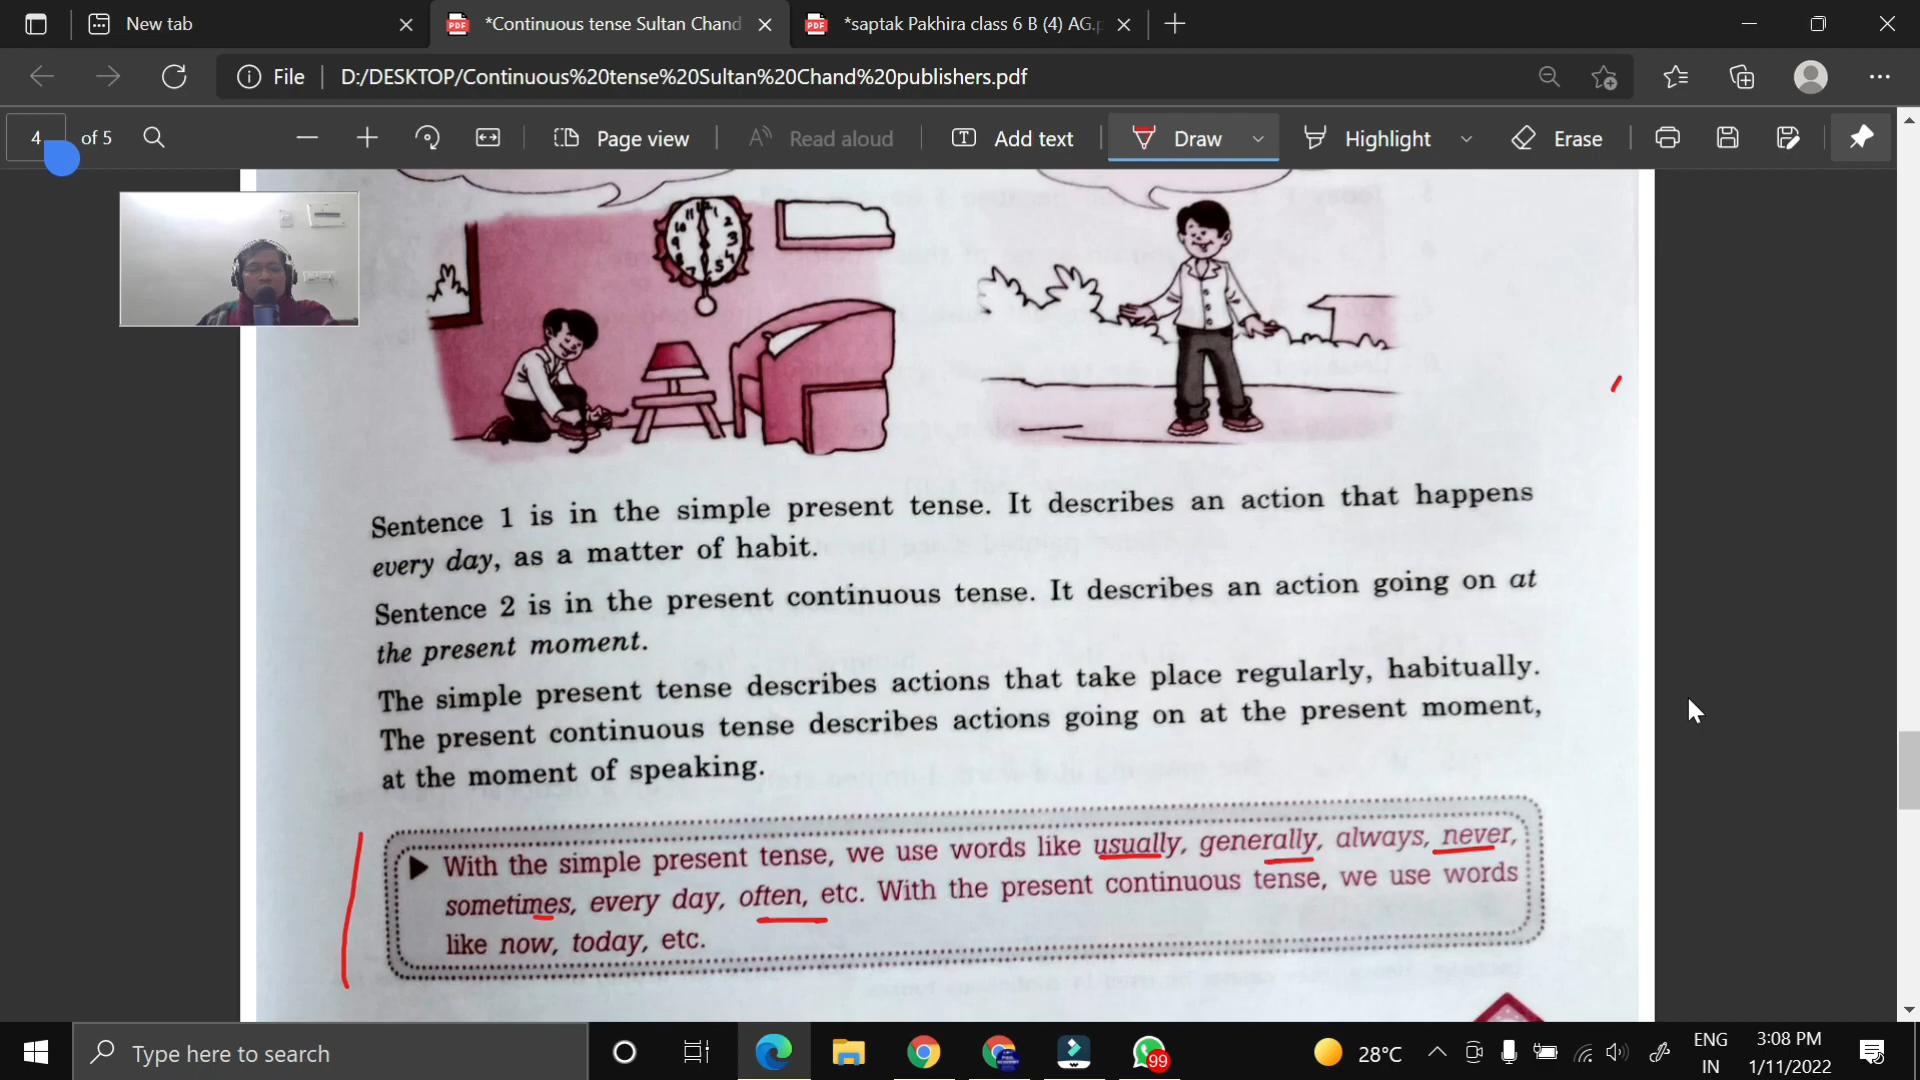 New tab
*Continuous tense Sultan Chand
*saptak Pakhira class 6 B (4) AG.p
File
D:/DESKTOP/Continuous%20tense%20Sultan%20Chand%20publishers.pdf
4 of 5
Page view
Read aloud
Add text
Draw
Highlight
Erase
Sentence 1 is in the simple present tense. It describes an action that happens
every day, as a matter of habit.
Sentence 2 is in the present continuous tense. It describes an action going on at
the present moment.
The simple present tense describes actions that take place regularly, habitually.
The present continuous tense describes actions going on at the present moment,
at the moment of speaking.
With the simple present tense, we use words like usually, generally, always, never,
sometimes, every day, often, etc. With the present continuous tense, we use words
like now, today, etc.
Type here to search
99
28°C
ENG
IN
3:08 PM
1/11/2022